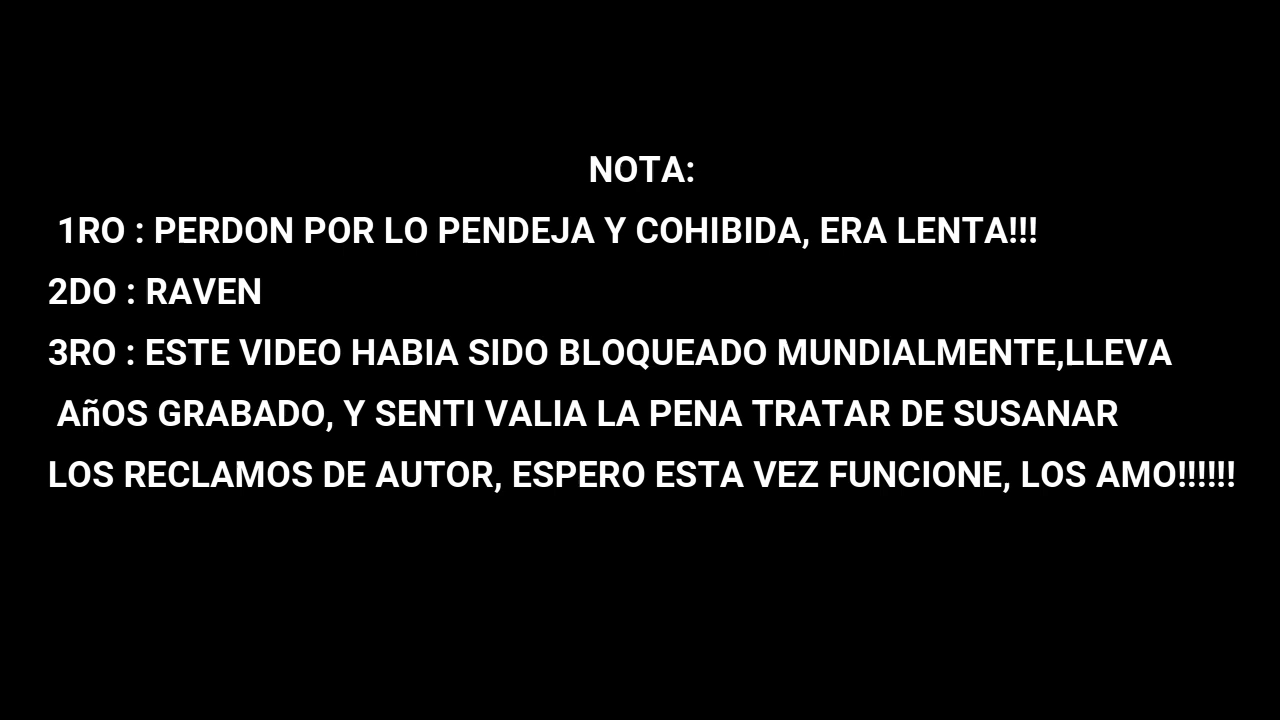 NOTA:
1RO : PERDON POR LO PENDEJA Y COHIBIDA, ERA LENTA!!!
2DO : RAVEN
3RO : ESTE VIDEO HABIA SIDO BLOQUEADO MUNDIALMENTE,LLEVA
AñOS GRABADO, Y SENTI VALIA LA PENA TRATAR DE SUSANAR
LOS RECLAMOS DE AUTOR, ESPERO ESTA VEZ FUNCIONE, LOS AMO!!!!!!